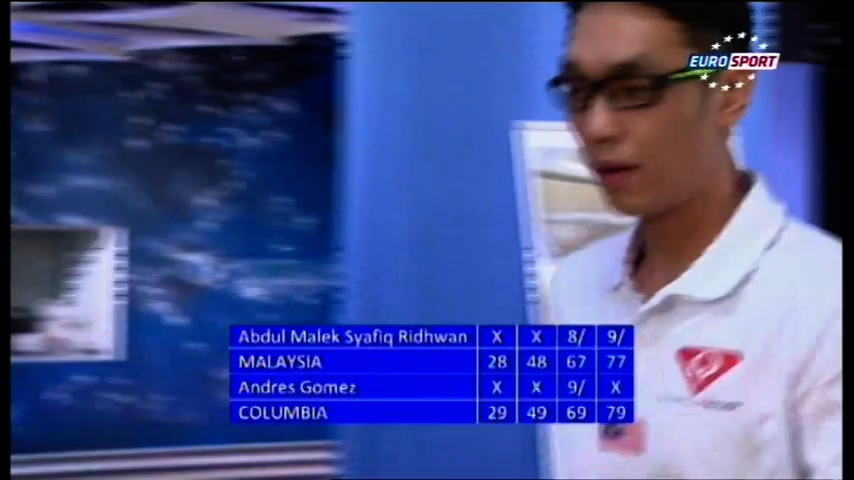 EUROSPORT
Abdul Malek Syafiq Ridhwan X X 8/ 9/
MALAYSIA 28 48 67 77
Andres Gomez X X 9/ X
COLUMBIA 29 49 69 79